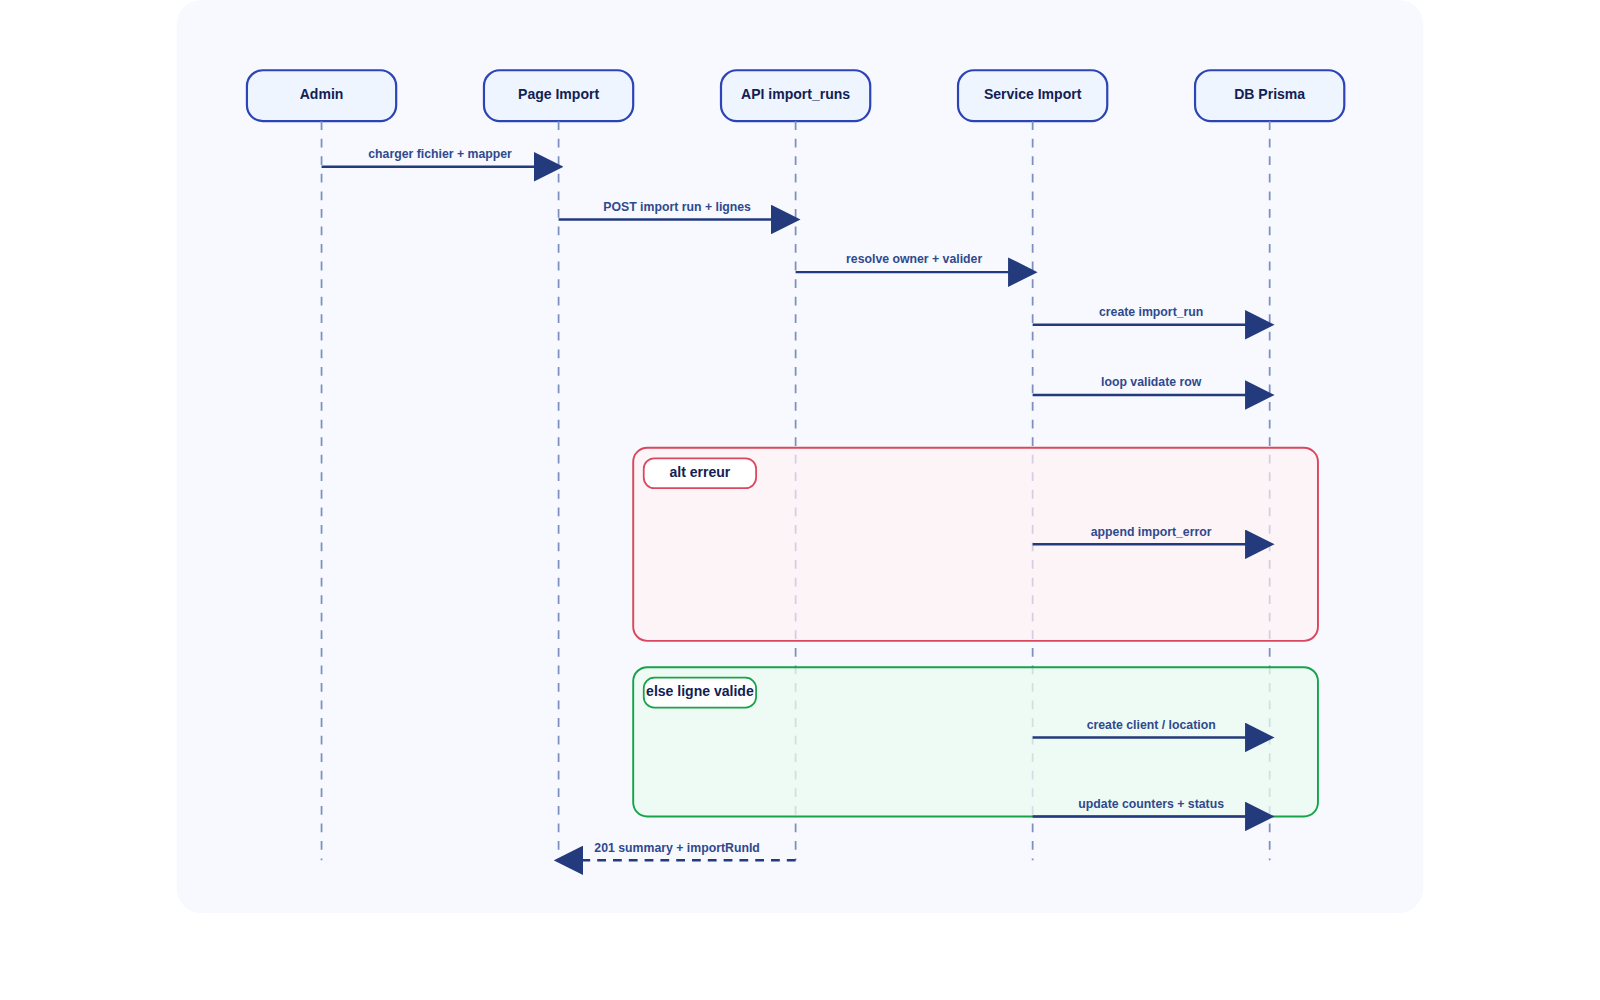 Admin
Page Import
API import_runs
Service Import
DB Prisma
charger fichier + mapper
POST import run + lignes
resolve owner + valider
create import_run
loop validate row
alt erreur
append import_error
else ligne valide
create client / location
update counters + status
201 summary + importRunId